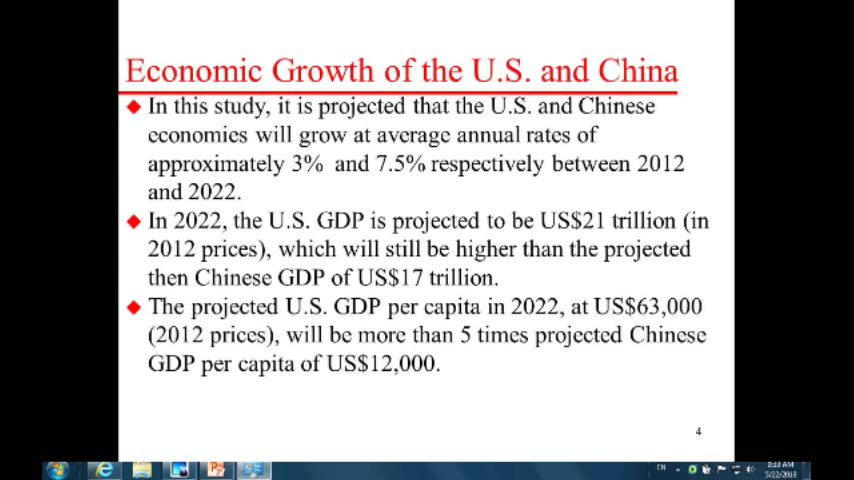 Economic Growth of the U.S. and China
◆ In this study, it is projected that the U.S. and Chinese
economies will grow at average annual rates of
approximately 3% and 7.5% respectively between 2012
and 2022.
◆ In 2022, the U.S. GDP is projected to be US$21 trillion (in
2012 prices), which will still be higher than the projected
then Chinese GDP of US$17 trillion.
◆ The projected U.S. GDP per capita in 2022, at US$63,000
(2012 prices), will be more than 5 times projected Chinese
GDP per capita of US$12,000.
4
EN
5/22/2013